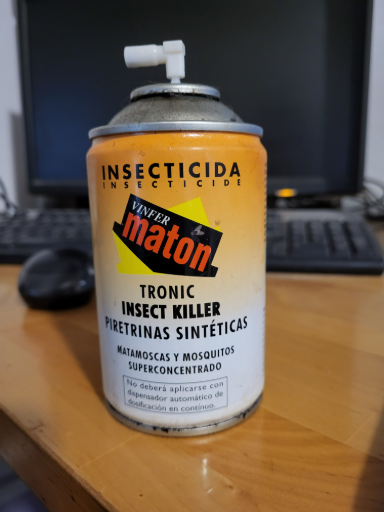 INSECTICIDA
INSECTICIDE
VINFER
maton
TRONIC
INSECT KILLER
PIRETRINAS SINTÉTICAS
MATAMOSCAS Y MOSQUITOS
SUPERCONCENTRADO
No deberá aplicarse con
dispensador automático de
dosificación en contínuo.